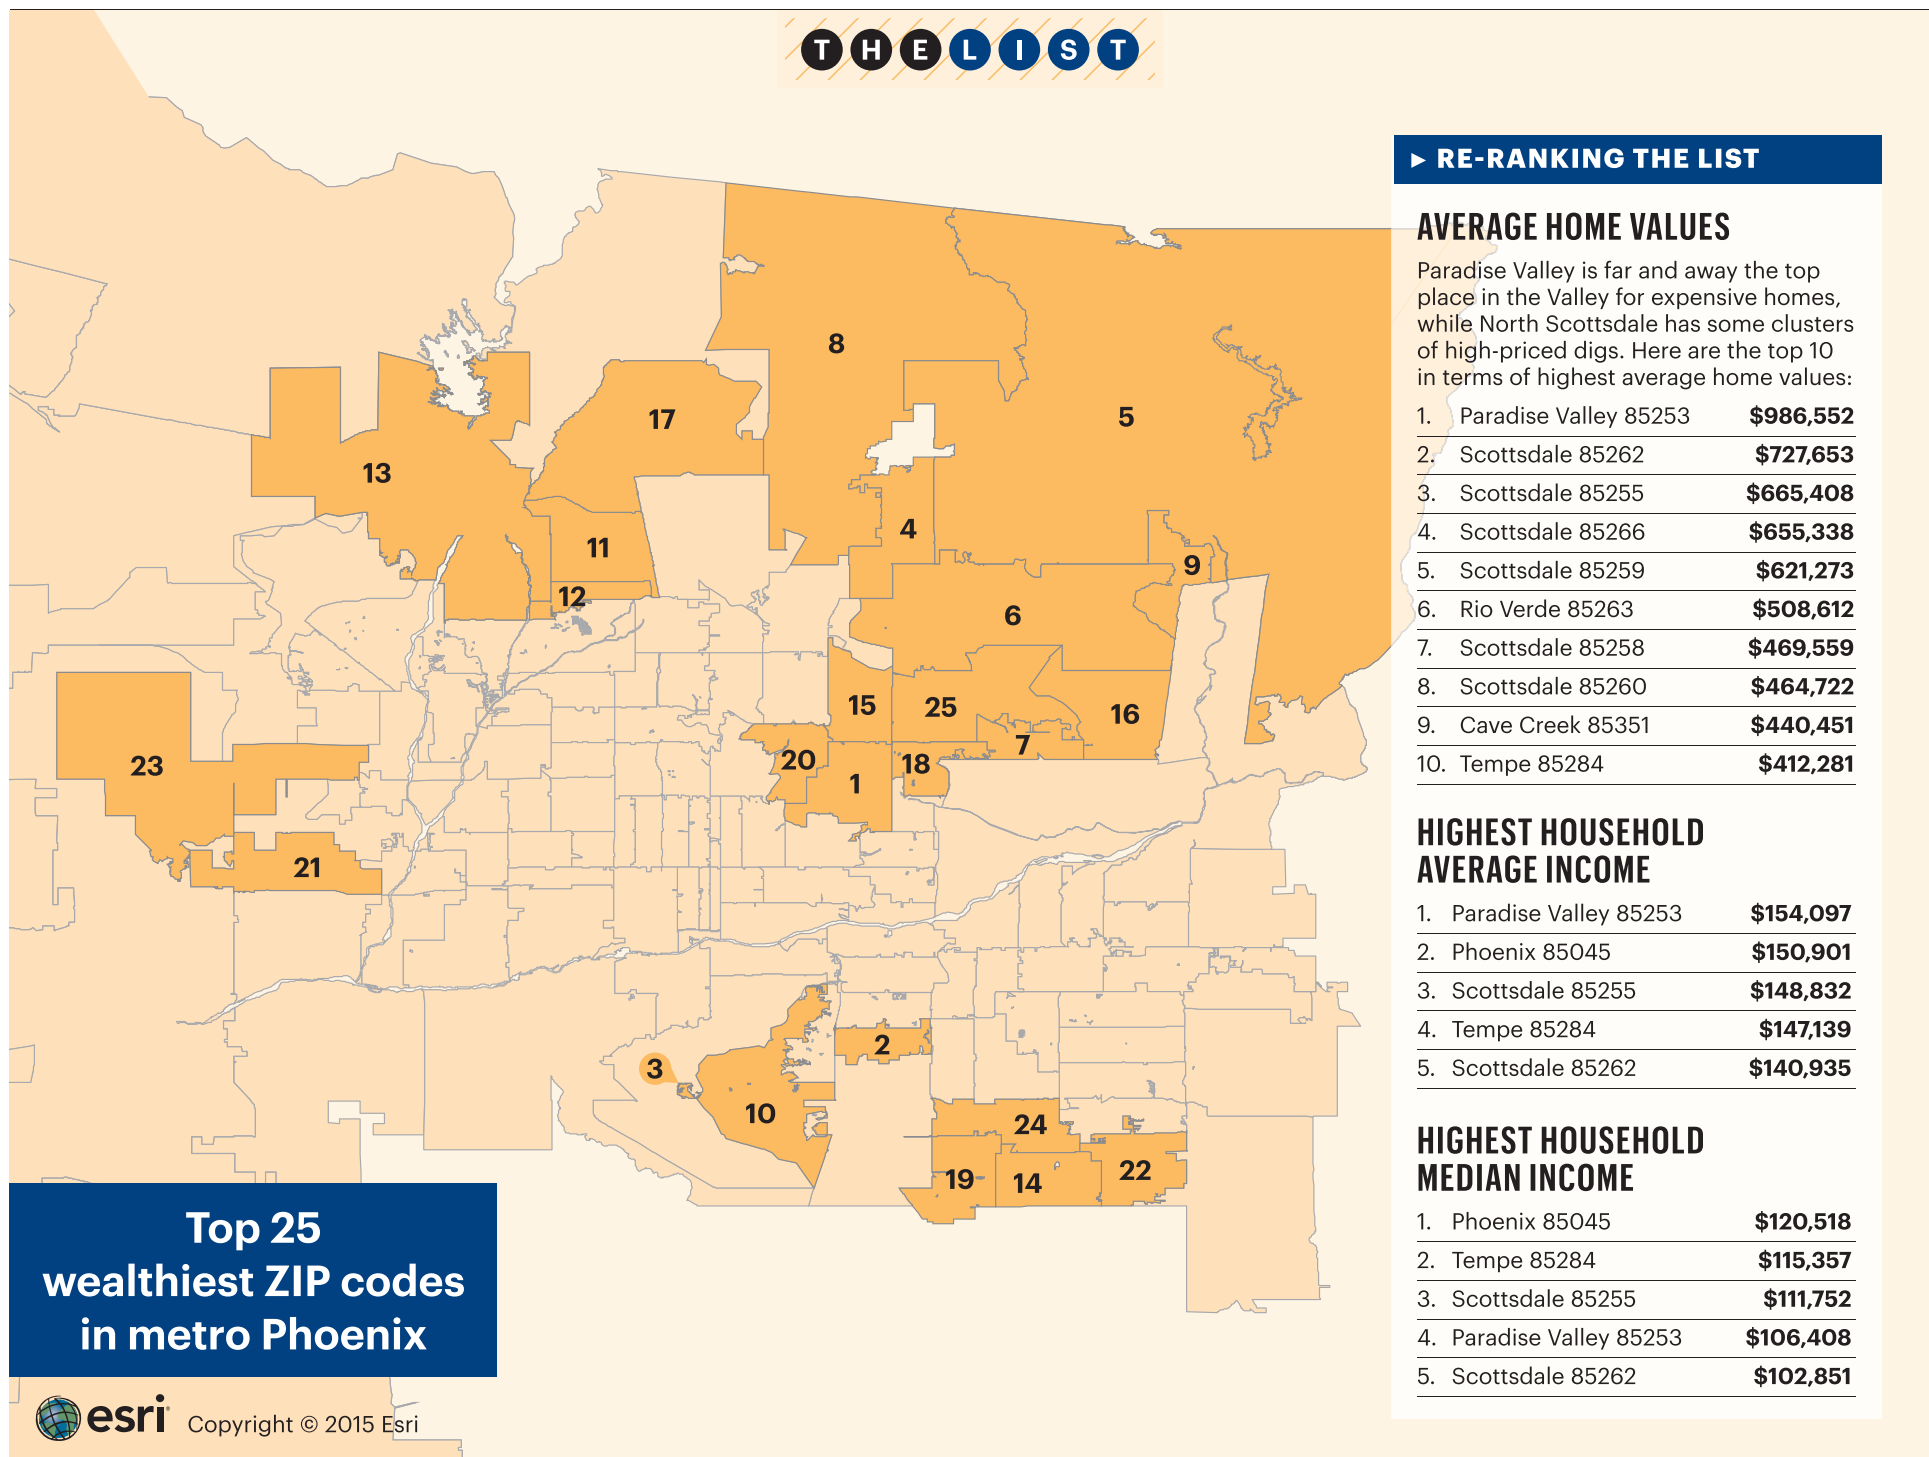 THE LIST
► RE-RANKING THE LIST
AVERAGE HOME VALUES
Paradise Valley is far and away the top
place in the Valley for expensive homes,
while North Scottsdale has some clusters
of high-priced digs. Here are the top 10
in terms of highest average home values:
1. Paradise Valley 85253 $986,552
2. Scottsdale 85262 $727,653
3. Scottsdale 85255 $665,408
4. Scottsdale 85266 $655,338
5. Scottsdale 85259 $621,273
6. Rio Verde 85263 $508,612
7. Scottsdale 85258 $469,559
8. Scottsdale 85260 $464,722
9. Cave Creek 85351 $440,451
10. Tempe 85284 $412,281
HIGHEST HOUSEHOLD
AVERAGE INCOME
1. Paradise Valley 85253 $154,097
2. Phoenix 85045 $150,901
3. Scottsdale 85255 $148,832
4. Tempe 85284 $147,139
5. Scottsdale 85262 $140,935
HIGHEST HOUSEHOLD
MEDIAN INCOME
1. Phoenix 85045 $120,518
2. Tempe 85284 $115,357
3. Scottsdale 85255 $111,752
4. Paradise Valley 85253 $106,408
5. Scottsdale 85262 $102,851
8
17
5
13
4
11
9
12
6
15
25
16
7
20
18
23
1
21
2
3
10
24
22
19
14
Top 25
wealthiest ZIP codes
in metro Phoenix
esri Copyright © 2015 Esri